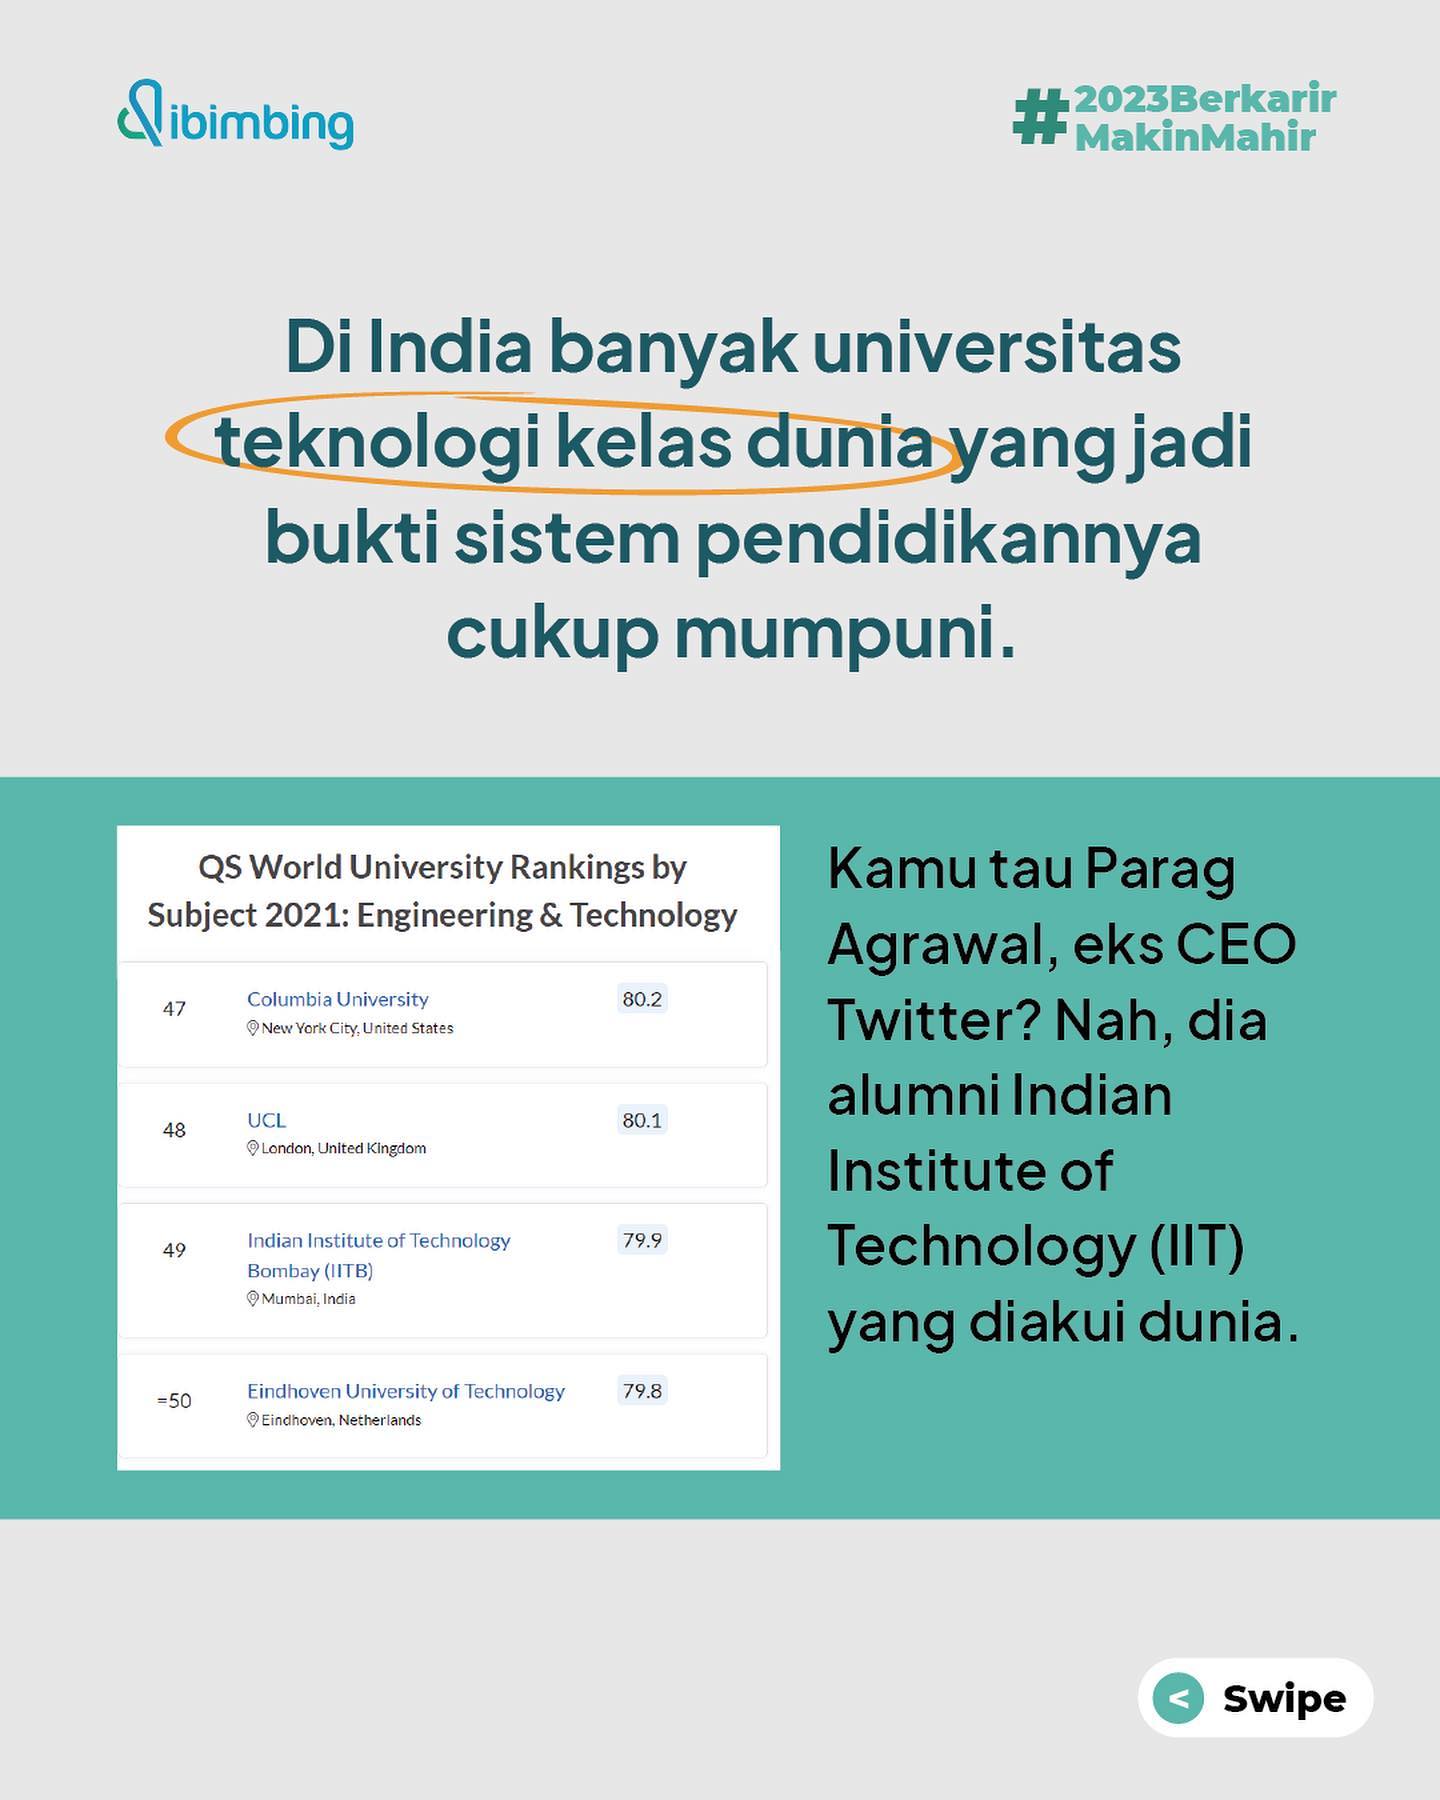 ibimbing
#2023Berkarir
MakinMahir
Di India banyak universitas
teknologi kelas dunia yang jadi
bukti sistem pendidikannya
cukup mumpuni.
QS World University Rankings by
Subject 2021: Engineering & Technology
47
Columbia University
80.2
New York City, United States
48
UCL
80.1
London, United Kingdom
49
Indian Institute of Technology
Bombay (IITB)
79.9
Mumbai, India
=50
Eindhoven University of Technology
79.8
Eindhoven, Netherlands
Kamu tau Parag
Agrawal, eks CEO
Twitter? Nah, dia
alumni Indian
Institute of
Technology (IIT)
yang diakui dunia.
< Swipe